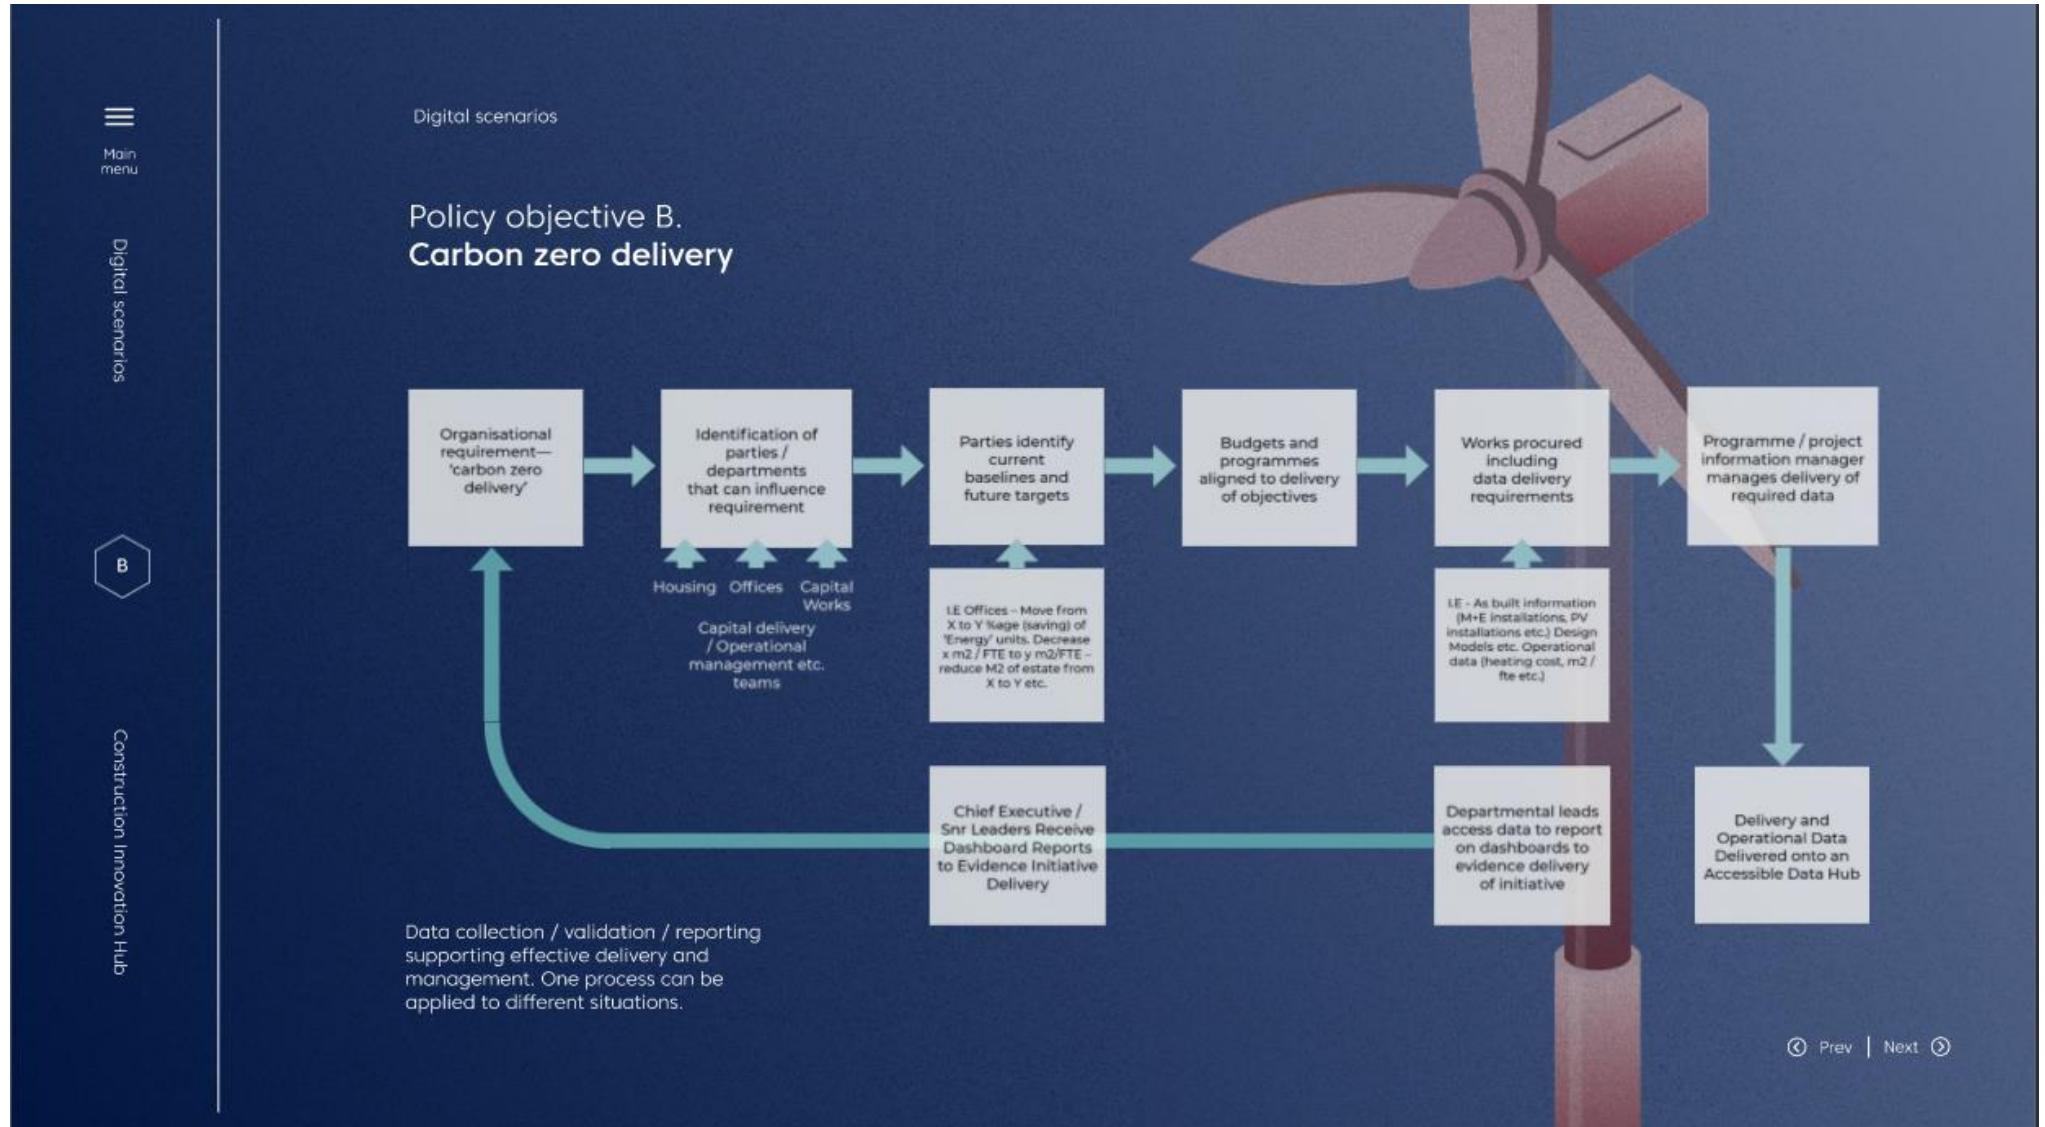 Main
menu
Digital scenarios
B
Construction Innovation Hub
Digital scenarios
Policy objective B.
Carbon zero delivery
Organisational
requirement—
'carbon zero
delivery'
Identification of
parties /
departments
that can influence
requirement
Parties identify
current
baselines and
future targets
Budgets and
programmes
aligned to delivery
of objectives
Works procured
including
data delivery
requirements
Programme / project
information manager
manages delivery of
required data
Housing
Offices
Capital
Works
Capital delivery
/ Operational
management etc.
teams
I.E Offices – Move from
X to Y %age (saving) of
'Energy' units. Decrease
x m2 / FTE to y m2/FTE –
reduce M2 of estate from
X to Y etc.
I.E - As built information
(M+E installations, PV
installations etc.) Design
Models etc. Operational
data (heating cost, m2 /
fte etc.)
Chief Executive /
Snr Leaders Receive
Dashboard Reports
to Evidence Initiative
Delivery
Departmental leads
access data to report
on dashboards to
evidence delivery
of initiative
Delivery and
Operational Data
Delivered onto an
Accessible Data Hub
Data collection / validation / reporting
supporting effective delivery and
management. One process can be
applied to different situations.
Prev | Next